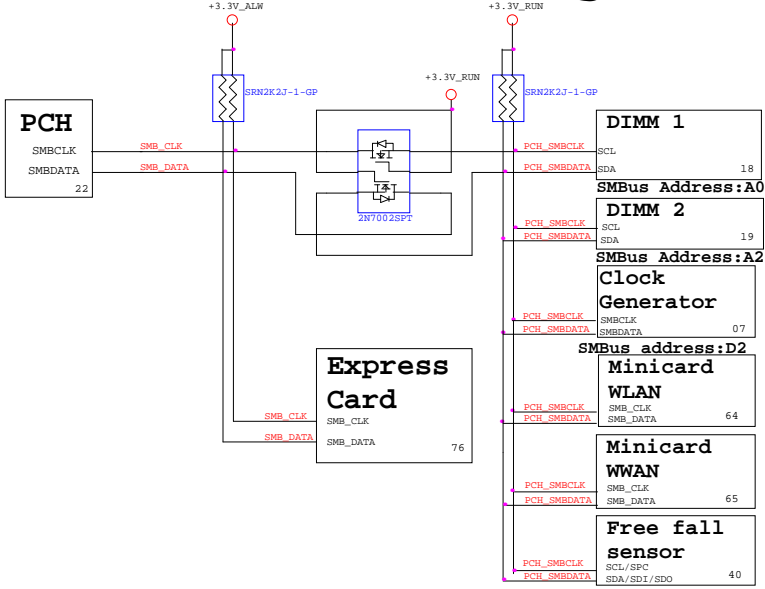 +3.3V_ALW
+3.3V_RUN
SRN2K2J-1-GP
+3.3V_RUN
SRN2K2J-1-GP
PCH
SMBCLK
SMBDATA
22
SMB_CLK
SMB_DATA
2N7002SPT
PCH_SMBCLK
PCH_SMBDATA
DIMM 1
SCL
SDA
18
SMBus Address:A0
PCH_SMBCLK
PCH_SMBDATA
DIMM 2
SCL
SDA
19
SMBus Address:A2
PCH_SMBCLK
PCH_SMBDATA
Clock
Generator
SMBCLK
SMBDATA
07
SMBus address:D2
SMB_CLK
SMB_DATA
Express
Card
SMB_CLK
SMB_DATA
76
PCH_SMBCLK
PCH_SMBDATA
Minicard
WLAN
SMB_CLK
SMB_DATA
64
PCH_SMBCLK
PCH_SMBDATA
Minicard
WWAN
SMB_CLK
SMB_DATA
65
PCH_SMBCLK
PCH_SMBDATA
Free fall
sensor
SCL/SPC
SDA/SDI/SDO
40